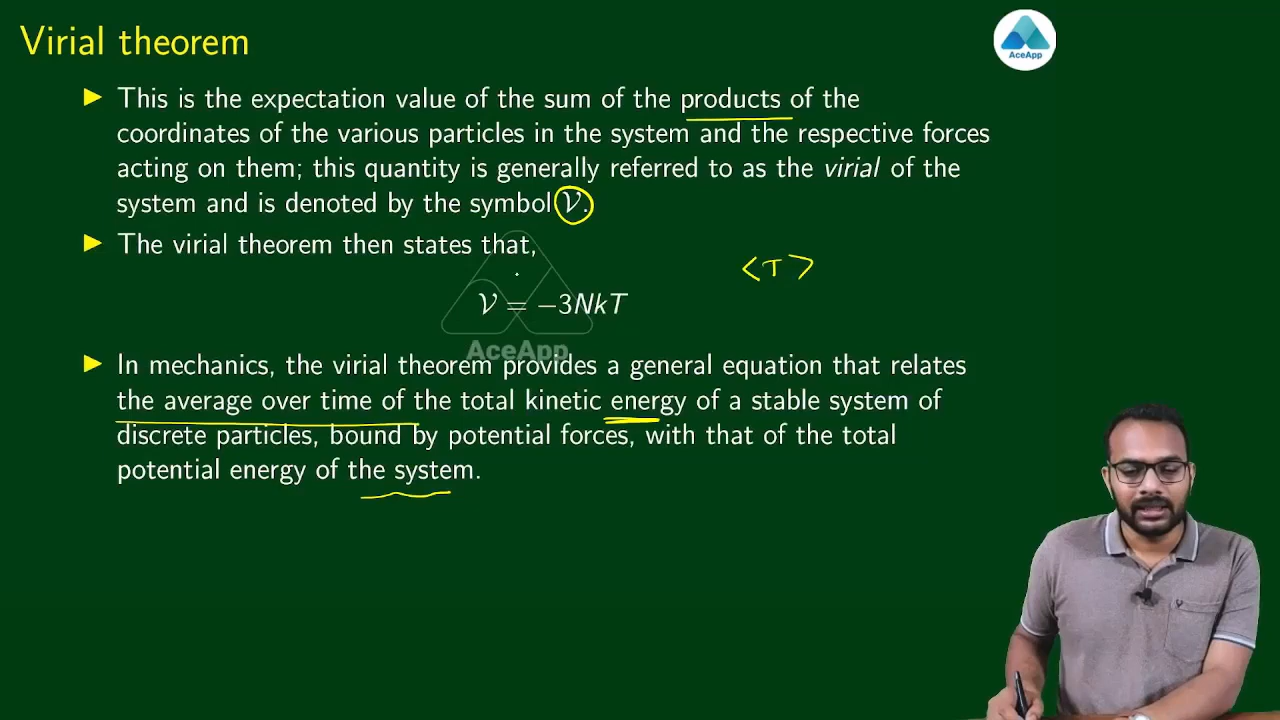 Virial theorem
AceApp
This is the expectation value of the sum of the products of the
coordinates of the various particles in the system and the respective forces
acting on them; this quantity is generally referred to as the virial of the
system and is denoted by the symbol 𝒱.
The virial theorem then states that,
<T>
𝒱 = −3NkT
AceApp
In mechanics, the virial theorem provides a general equation that relates
the average over time of the total kinetic energy of a stable system of
discrete particles, bound by potential forces, with that of the total
potential energy of the system.